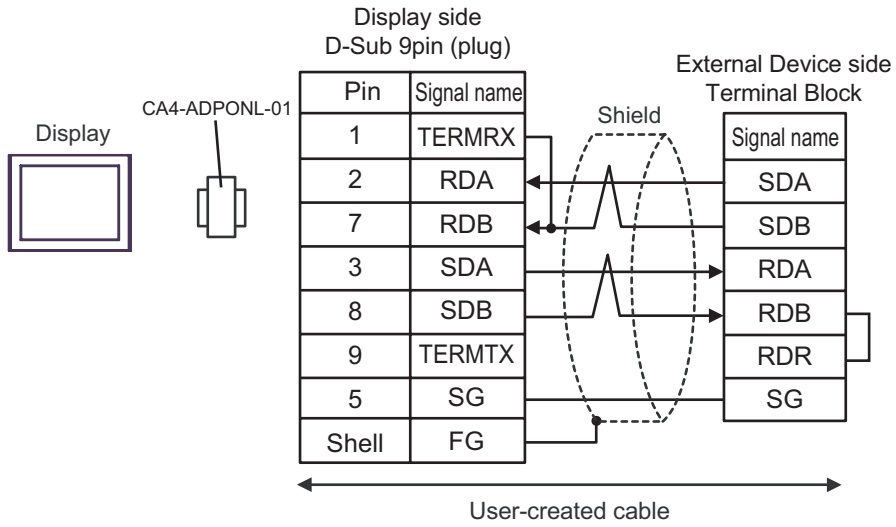 Display side
D-Sub 9pin (plug)
External Device side
Terminal Block
CA4-ADPONL-01
Display
Shield
Pin Signal name
1 TERMRX
2 RDA
7 RDB
3 SDA
8 SDB
9 TERMTX
5 SG
Shell FG
Signal name
SDA
SDB
RDA
RDB
RDR
SG
User-created cable